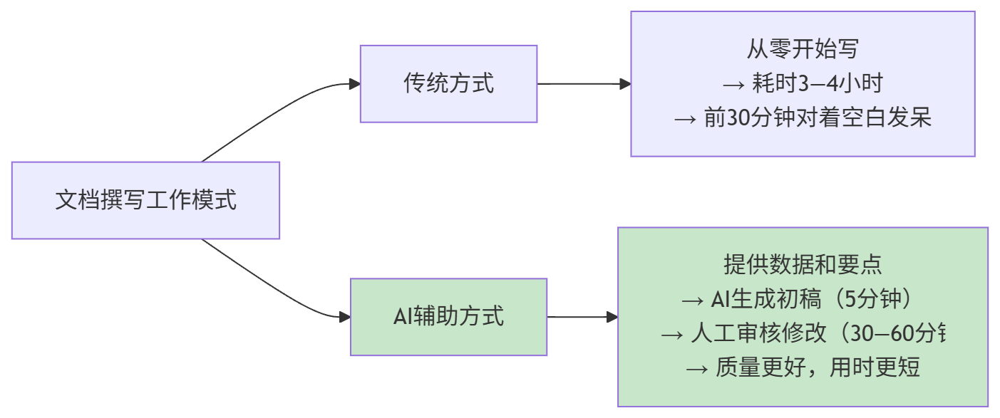 文档撰写工作模式
传统方式
从零开始写
→ 耗时3–4小时
→ 前30分钟对着空白发呆
AI辅助方式
提供数据和要点
→ AI生成初稿（5分钟）
→ 人工审核修改（30–60分
→ 质量更好，用时更短